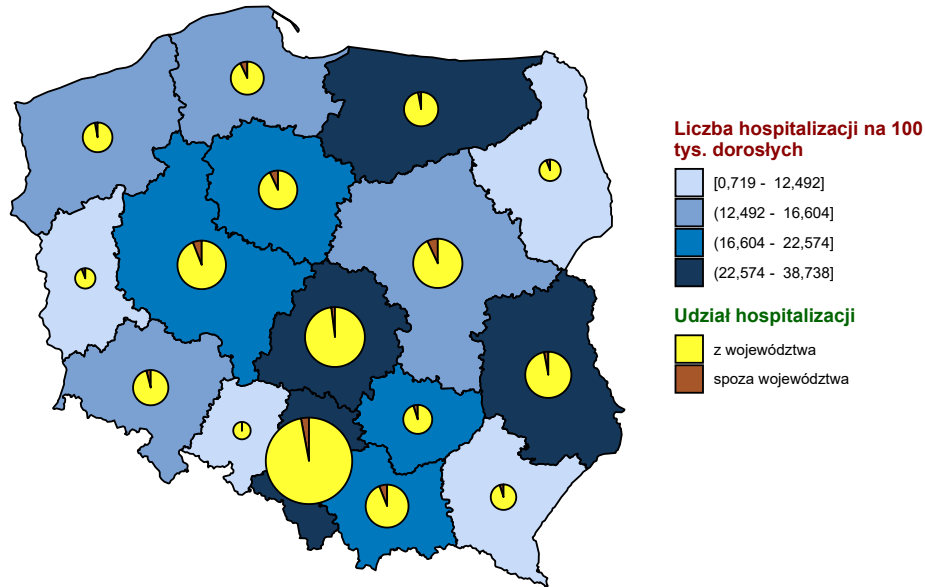 Liczba hospitalizacji na 100
tys. dorosłych
[0,719 - 12,492]
(12,492 - 16,604]
(16,604 - 22,574]
(22,574 - 38,738]
Udział hospitalizacji
z województwa
spoza województwa